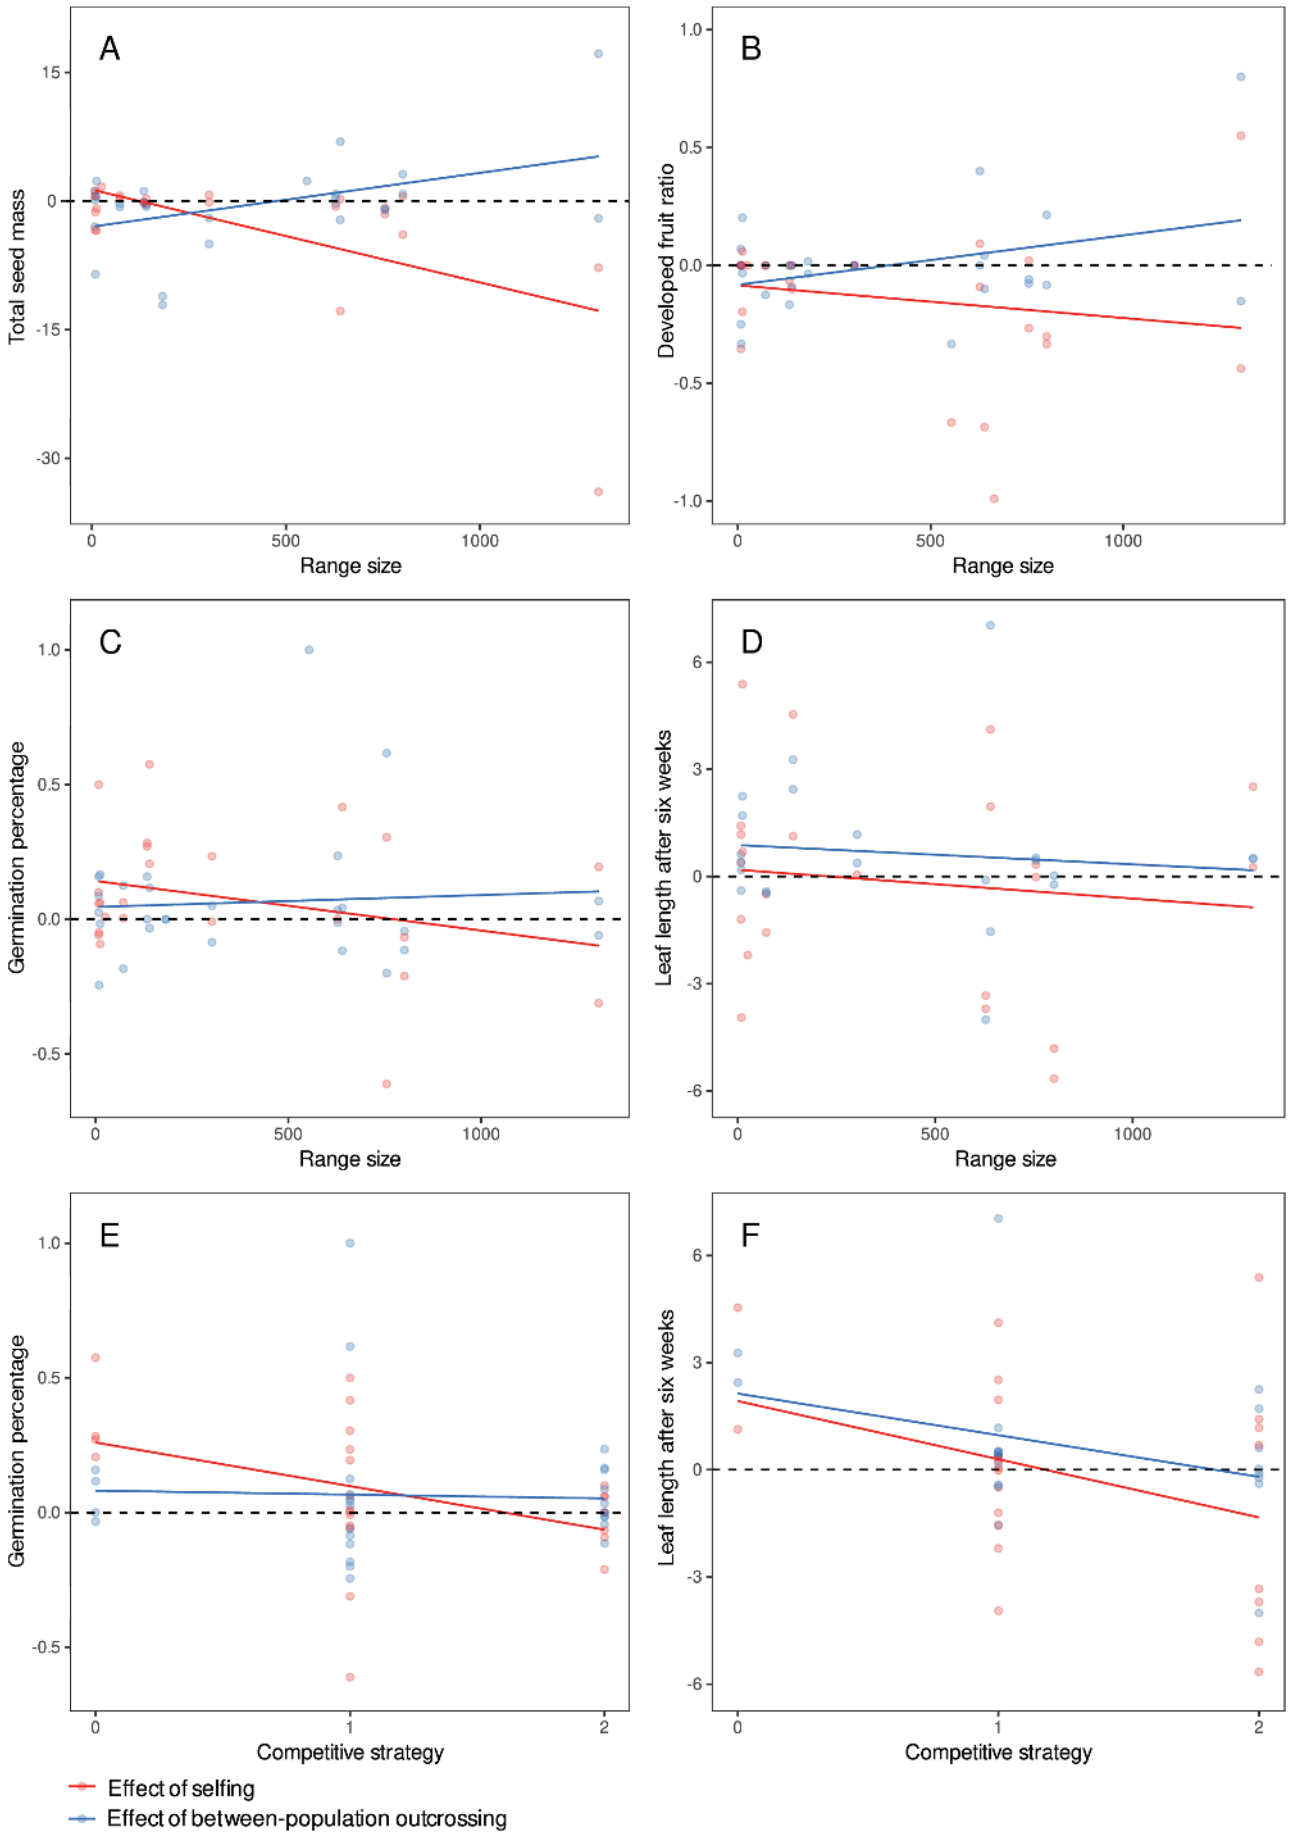 A
B
15
0
-15
-30
Total seed mass
0
500
1000
Range size
1.0
0.5
0.0
-0.5
-1.0
Developed fruit ratio
0
500
1000
Range size
C
D
1.0
0.5
0.0
-0.5
Germination percentage
0
500
1000
Range size
6
3
0
-3
-6
Leaf length after six weeks
0
500
1000
Range size
E
F
1.0
0.5
0.0
-0.5
Germination percentage
0
1
2
Competitive strategy
6
3
0
-3
-6
Leaf length after six weeks
0
1
2
Competitive strategy
Effect of selfing
Effect of between-population outcrossing